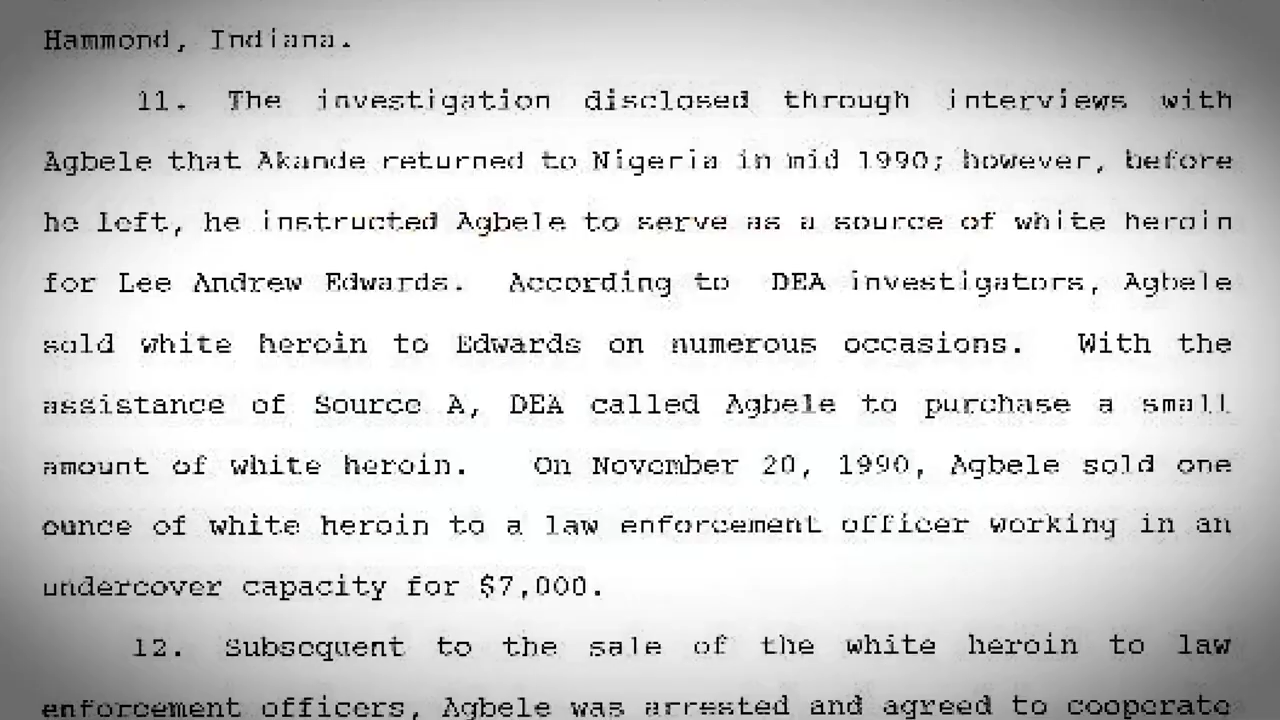 Hammond, Indiana.
11. The investigation disclosed through interviews with
Agbele that Akande returned to Nigeria in mid 1990; however, before
he left, he instructed Agbele to serve as a source of white heroin
for Lee Andrew Edwards. According to DEA investigators, Agbele
sold white heroin to Edwards on numerous occasions. With the
assistance of Source A, DEA called Agbele to purchase a small
amount of white heroin. On November 20, 1990, Agbele sold one
ounce of white heroin to a law enforcement officer working in an
undercover capacity for $7,000.
12. Subsequent to the sale of the white heroin to law
enforcement officers, Agbele was arrested and agreed to cooperate